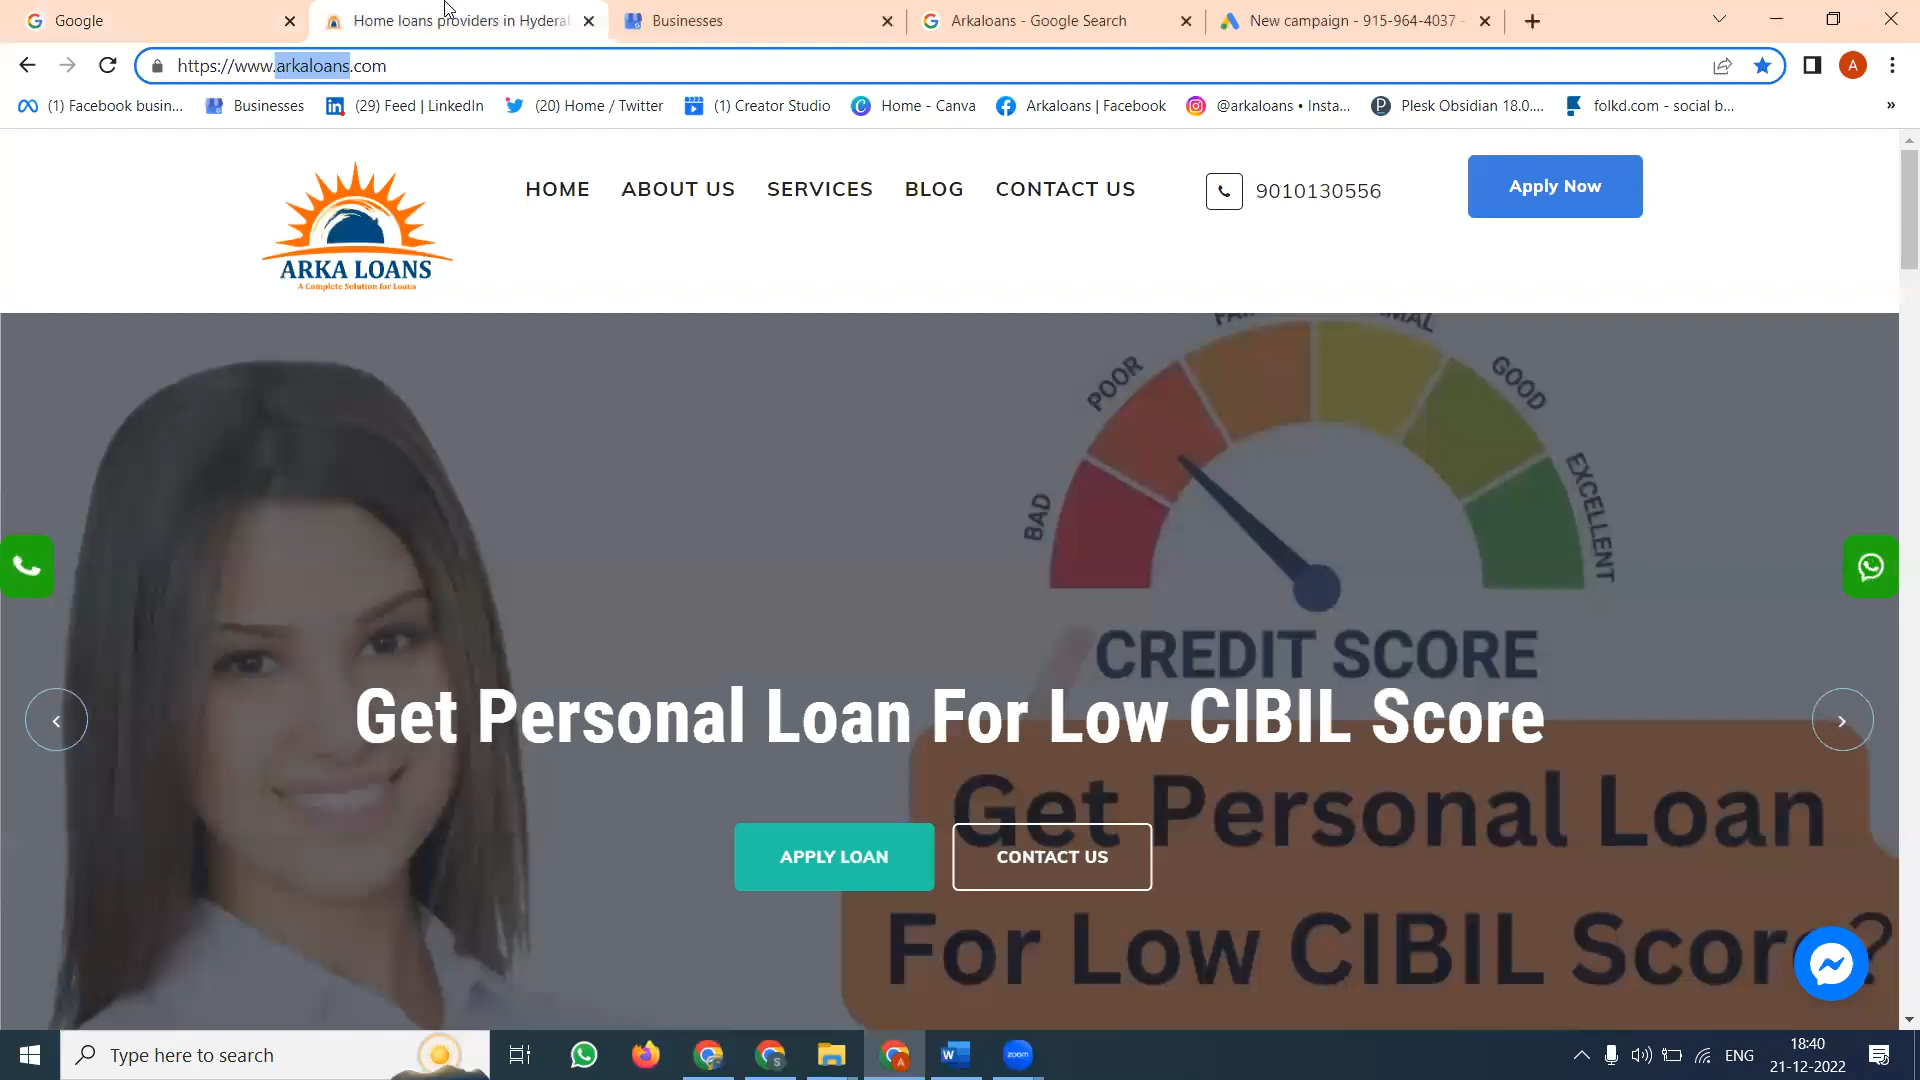 Google
Home loans providers in Hyderal
Businesses
Arkaloans - Google Search
New campaign - 915-964-4037 -
https://www.arkaloans.com
A
(1) Facebook busin...
Businesses
(29) Feed | LinkedIn
(20) Home / Twitter
(1) Creator Studio
Home - Canva
Arkaloans | Facebook
@arkaloans • Insta...
Plesk Obsidian 18.0....
folkd.com - social b...
»
ARKA LOANS
A Complete Solution for Loans
HOME
ABOUT US
SERVICES
BLOG
CONTACT US
9010130556
Apply Now
POOR
GOOD
BAD
EXCELLENT
CREDIT SCORE
Get Personal Loan For Low CIBIL Score
Get Personal Loan
For Low CIBIL Score?
APPLY LOAN
CONTACT US
Type here to search
zoom
ENG
18:40
21-12-2022